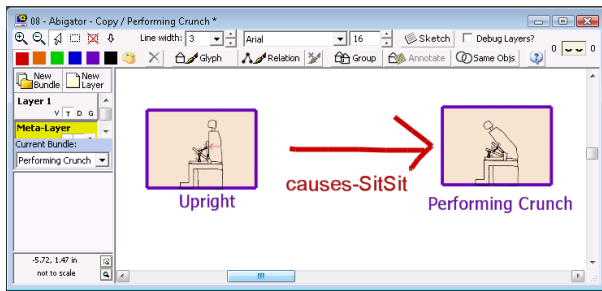 08 - Abigator - Copy / Performing Crunch *
Line width: 3 Arial 16 Sketch Debug Layers?
Glyph Relation Group Annotate Same Objs 0 0
New Bundle New Layer
Layer 1
V T D G
Meta-Layer
Current Bundle:
Performing Crunch
causes-SitSit
Upright
Performing Crunch
-5.72, 1.47 in
not to scale